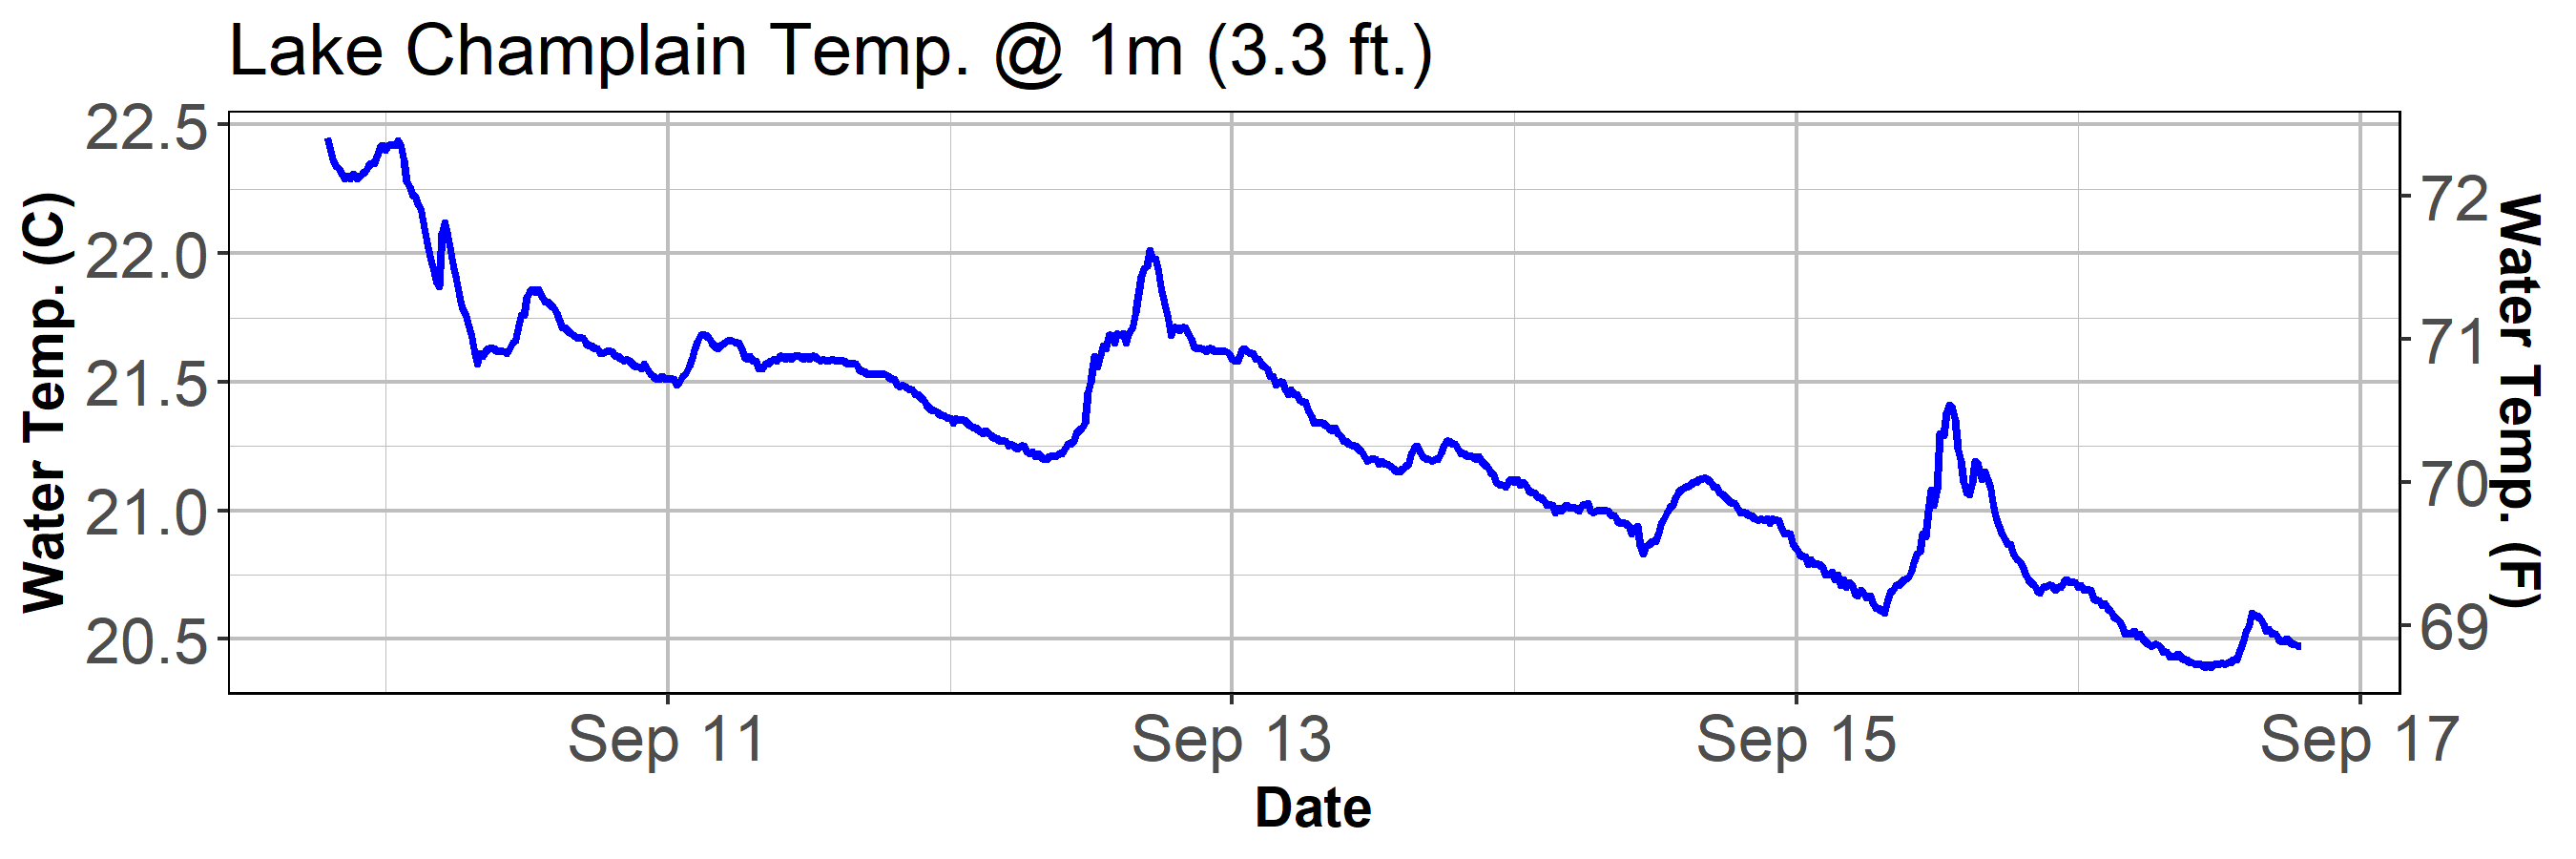 Lake Champlain Temp. @ 1m (3.3 ft.)
Water Temp. (C)
22.5
22.0
21.5
21.0
20.5
72
71
70
69
Water Temp. (F)
Sep 11 Sep 13 Sep 15 Sep 17
Date